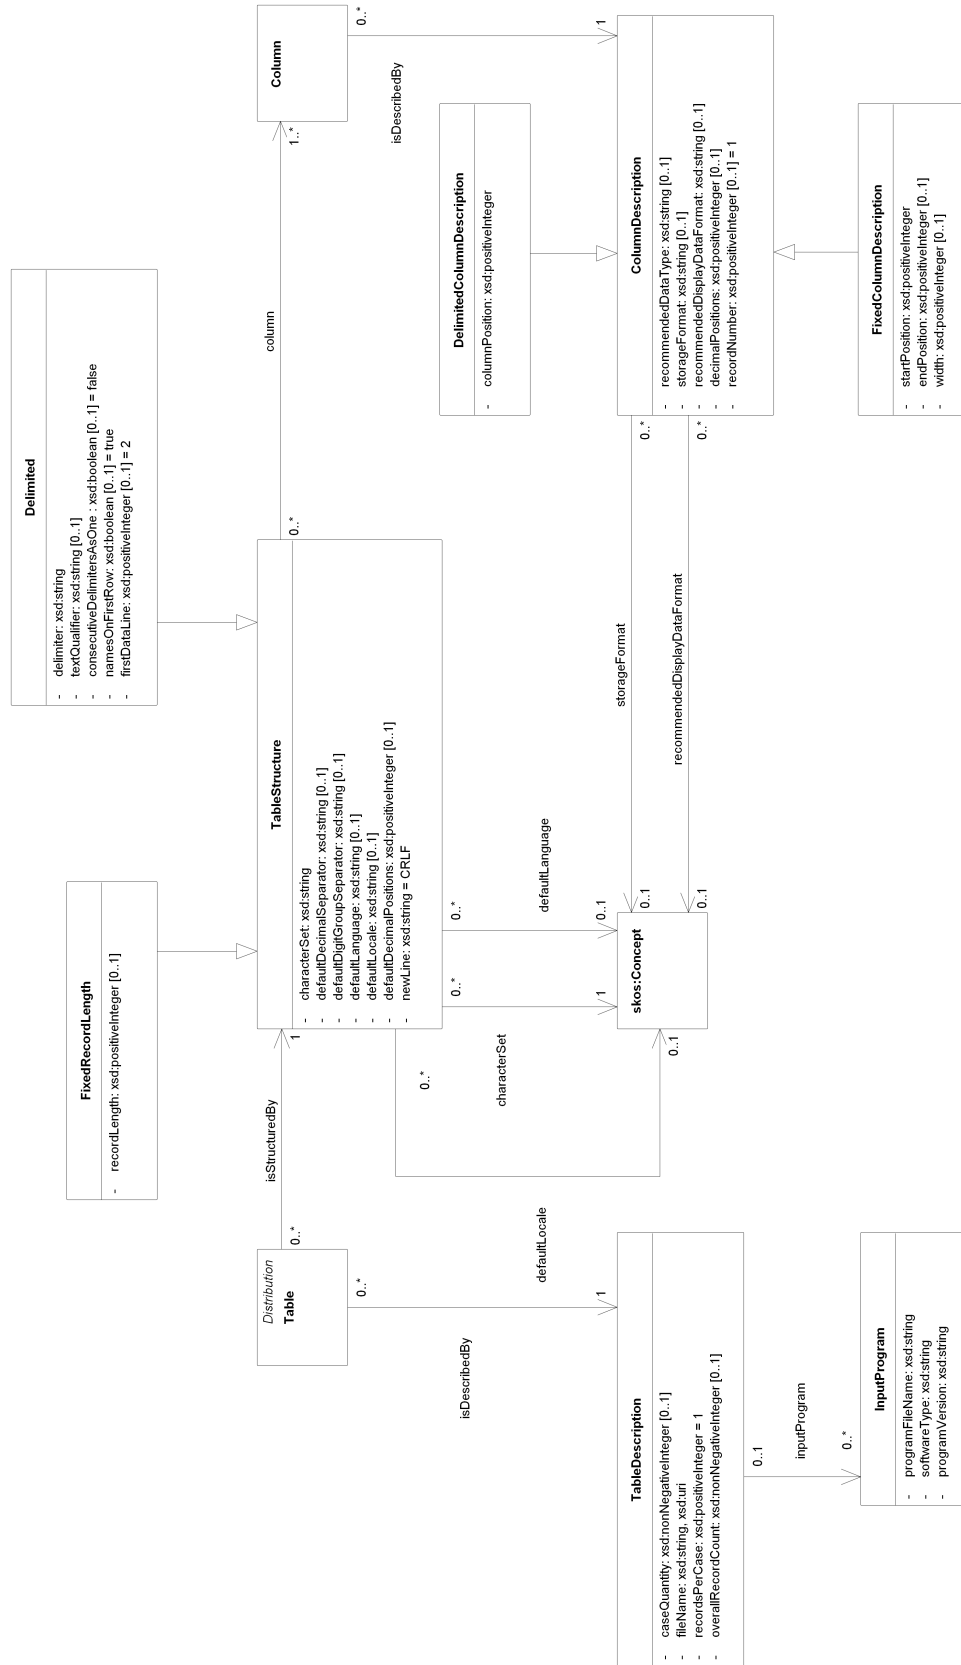 Delimited
- delimiter: xsd:string
- textQualifier: xsd:string [0..1]
- consecutiveDelimitersAsOne : xsd:boolean [0..1] = false
- namesOnFirstRow: xsd:boolean [0..1] = true
- firstDataLine: xsd:positiveInteger [0..1] = 2
FixedRecordLength
- recordLength: xsd:positiveInteger [0..1]
Distribution
Table
0..*
isStructuredBy
1
TableStructure
- characterSet: xsd:string
- defaultDecimalSeparator: xsd:string [0..1]
- defaultDigitGroupSeparator: xsd:string [0..1]
- defaultLanguage: xsd:string [0..1]
- defaultLocale: xsd:string [0..1]
- defaultDecimalPositions: xsd:positiveInteger [0..1]
- newLine: xsd:string = CRLF
0..*
column
1..*
Column
0..*
isDescribedBy
1
0..*
isDescribedBy
1
0..*
defaultLocale
0..1
0..*
characterSet
1
0..*
defaultLanguage
0..1
DelimitedColumnDescription
- columnPosition: xsd:positiveInteger
TableDescription
- caseQuantity: xsd:nonNegativeInteger [0..1]
- fileName: xsd:string, xsd:uri
- recordsPerCase: xsd:positiveInteger = 1
- overallRecordCount: xsd:nonNegativeInteger [0..1]
skos:Concept
0..1
storageFormat
0..*
0..1
recommendedDisplayDataFormat
0..*
ColumnDescription
- recommendedDataType: xsd:string [0..1]
- storageFormat: xsd:string [0..1]
- recommendedDisplayDataFormat: xsd:string [0..1]
- decimalPositions: xsd:positiveInteger [0..1]
- recordNumber: xsd:positiveInteger [0..1] = 1
0..1
inputProgram
0..*
InputProgram
- programFileName: xsd:string
- softwareType: xsd:string
- programVersion: xsd:string
FixedColumnDescription
- startPosition: xsd:positiveInteger
- endPosition: xsd:positiveInteger [0..1]
- width: xsd:positiveInteger [0..1]